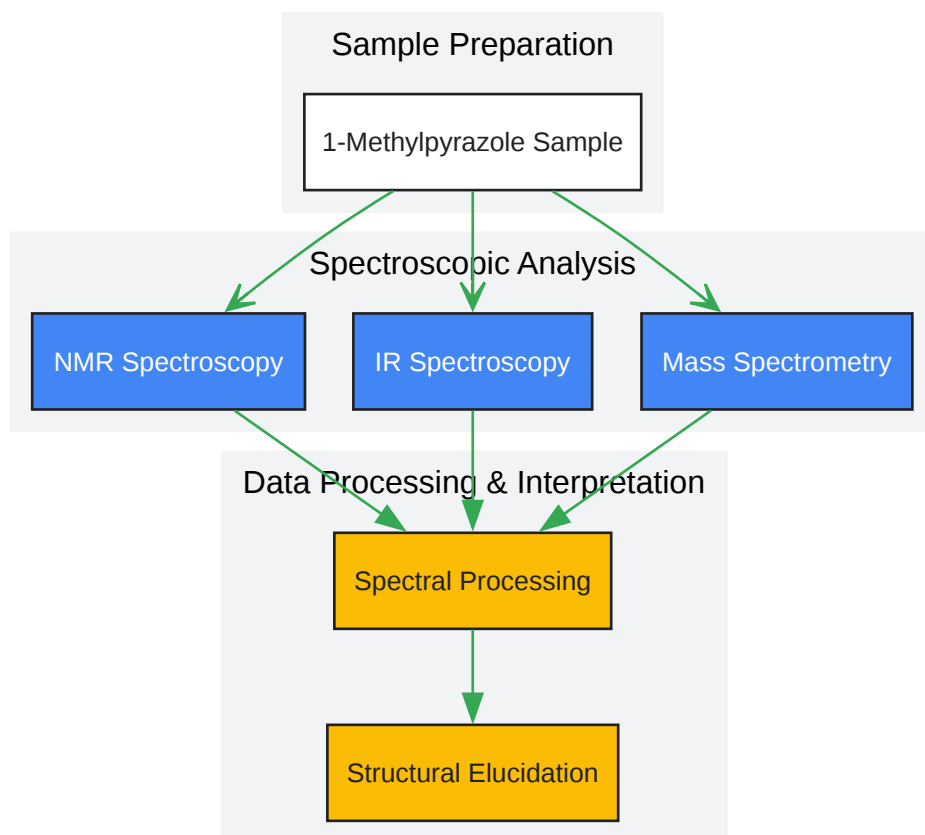 Sample Preparation
1-Methylpyrazole Sample
Spectroscopic Analysis
NMR Spectroscopy
IR Spectroscopy
Mass Spectrometry
Data Processing & Interpretation
Spectral Processing
Structural Elucidation